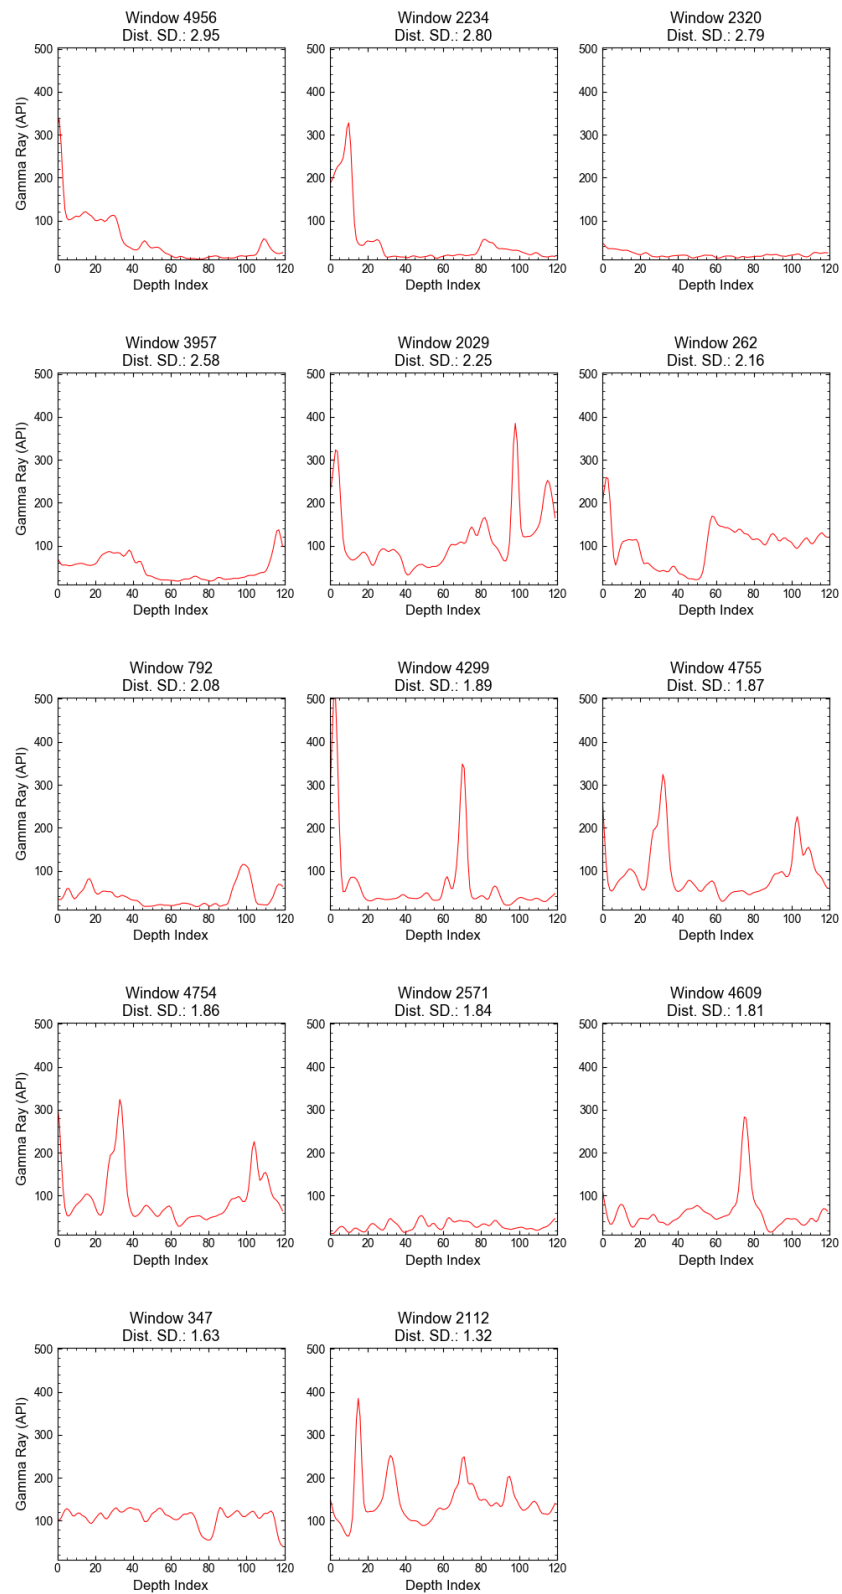 Window 4956
Dist. SD.: 2.95
Window 2234
Dist. SD.: 2.80
Window 2320
Dist. SD.: 2.79
Gamma Ray (API)
500
400
300
200
100
0 20 40 60 80 100 120
Depth Index
500
400
300
200
100
0 20 40 60 80 100 120
Depth Index
500
400
300
200
100
0 20 40 60 80 100 120
Depth Index
Window 3957
Dist. SD.: 2.58
Window 2029
Dist. SD.: 2.25
Window 262
Dist. SD.: 2.16
Gamma Ray (API)
500
400
300
200
100
0 20 40 60 80 100 120
Depth Index
500
400
300
200
100
0 20 40 60 80 100 120
Depth Index
500
400
300
200
100
0 20 40 60 80 100 120
Depth Index
Window 792
Dist. SD.: 2.08
Window 4299
Dist. SD.: 1.89
Window 4755
Dist. SD.: 1.87
Gamma Ray (API)
500
400
300
200
100
0 20 40 60 80 100 120
Depth Index
500
400
300
200
100
0 20 40 60 80 100 120
Depth Index
500
400
300
200
100
0 20 40 60 80 100 120
Depth Index
Window 4754
Dist. SD.: 1.86
Window 2571
Dist. SD.: 1.84
Window 4609
Dist. SD.: 1.81
Gamma Ray (API)
500
400
300
200
100
0 20 40 60 80 100 120
Depth Index
500
400
300
200
100
0 20 40 60 80 100 120
Depth Index
500
400
300
200
100
0 20 40 60 80 100 120
Depth Index
Window 347
Dist. SD.: 1.63
Window 2112
Dist. SD.: 1.32
Gamma Ray (API)
500
400
300
200
100
0 20 40 60 80 100 120
Depth Index
500
400
300
200
100
0 20 40 60 80 100 120
Depth Index